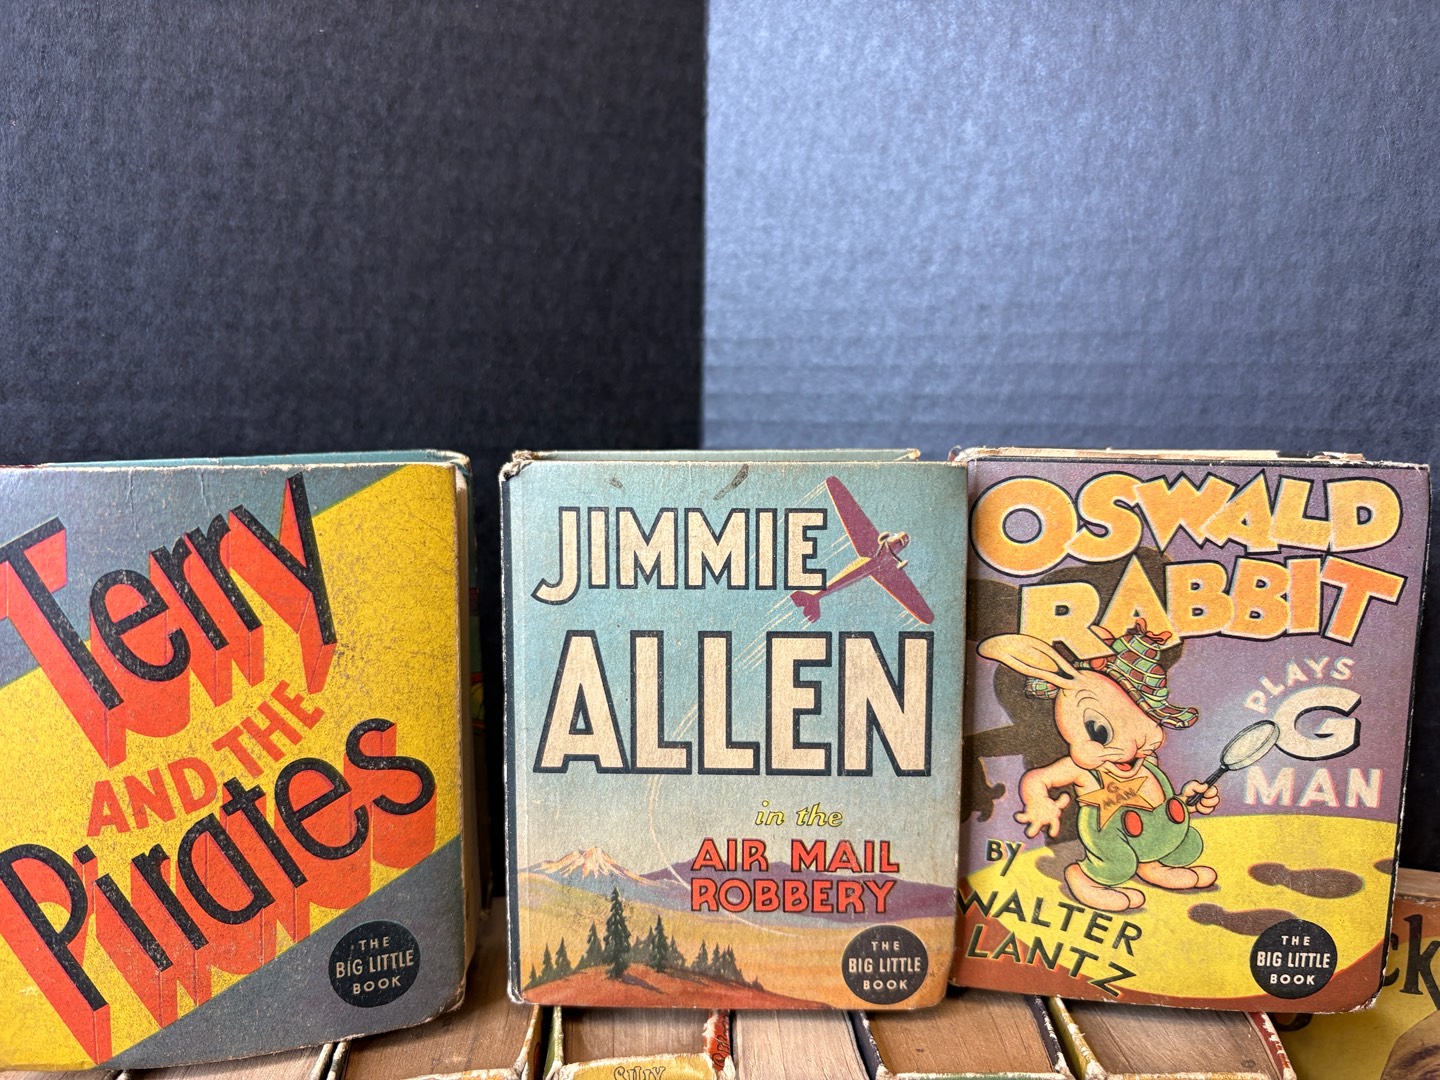 Terry
AND THE
Pirates
THE
BIG LITTLE
BOOK
JIMMIE
ALLEN
in the
AIR MAIL
ROBBERY
THE
BIG LITTLE
BOOK
OSWALD
RABBIT
PLAYS
G
MAN
G
MAN
BY
WALTER
LANTZ
THE
BIG LITTLE
BOOK